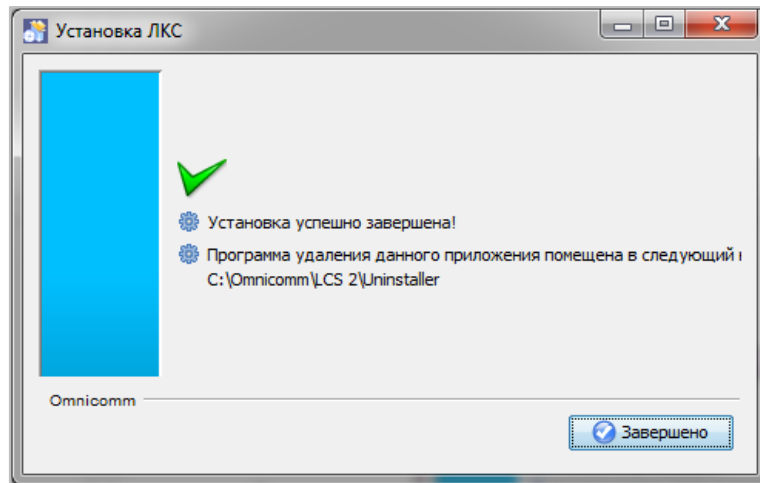 Установка ЛКС
Установка успешно завершена!
Программа удаления данного приложения помещена в следующий
C:\Omnicomm\LCS 2\Uninstaller
Omnicomm
Завершено